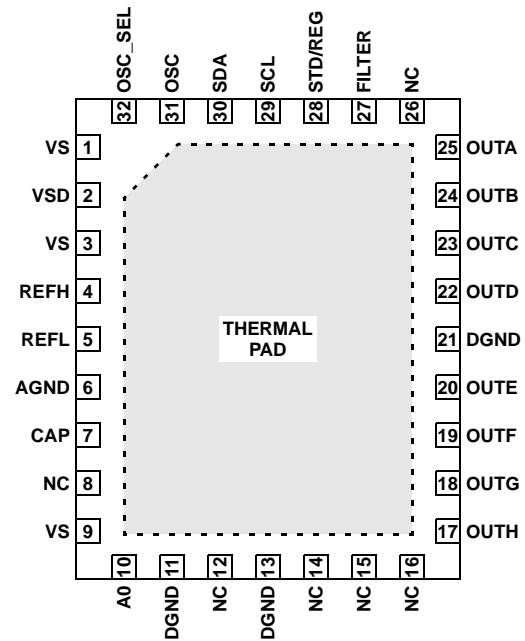 32 OSC_SEL
31 OSC
30 SDA
29 SCL
28 STD/REG
27 FILTER
26 NC
VS 1
VSD 2
VS 3
REFH 4
REFL 5
AGND 6
CAP 7
NC 8
VS 9
THERMAL
PAD
25 OUTA
24 OUTB
23 OUTC
22 OUTD
21 DGND
20 OUTE
19 OUTF
18 OUTG
17 OUTH
A0 10
DGND 11
NC 12
DGND 13
NC 14
NC 15
NC 16